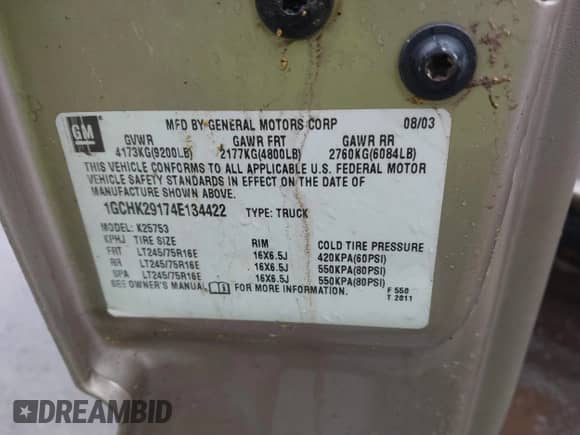 GM
MFD BY GENERAL MOTORS CORP 08/03
GVWR GAWR FRT GAWR RR
4173KG(9200LB) 2177KG(4800LB) 2760KG(6084LB)
THIS VEHICLE CONFORMS TO ALL APPLICABLE U.S. FEDERAL MOTOR
VEHICLE SAFETY STANDARDS IN EFFECT ON THE DATE OF
MANUFACTURE SHOWN ABOVE.
1GCHK29174E134422 TYPE: TRUCK
MODEL: K25753
KPHJ TIRE SIZE RIM COLD TIRE PRESSURE
FRT LT245/75R16E 16X6.5J 420KPA(60PSI)
RR LT245/75R16E 16X6.5J 550KPA(80PSI)
SPA LT245/75R16E 16X6.5J 550KPA(80PSI)
SEE OWNER'S MANUAL FOR MORE INFORMATION. F 550
T 2011
DREAMBID